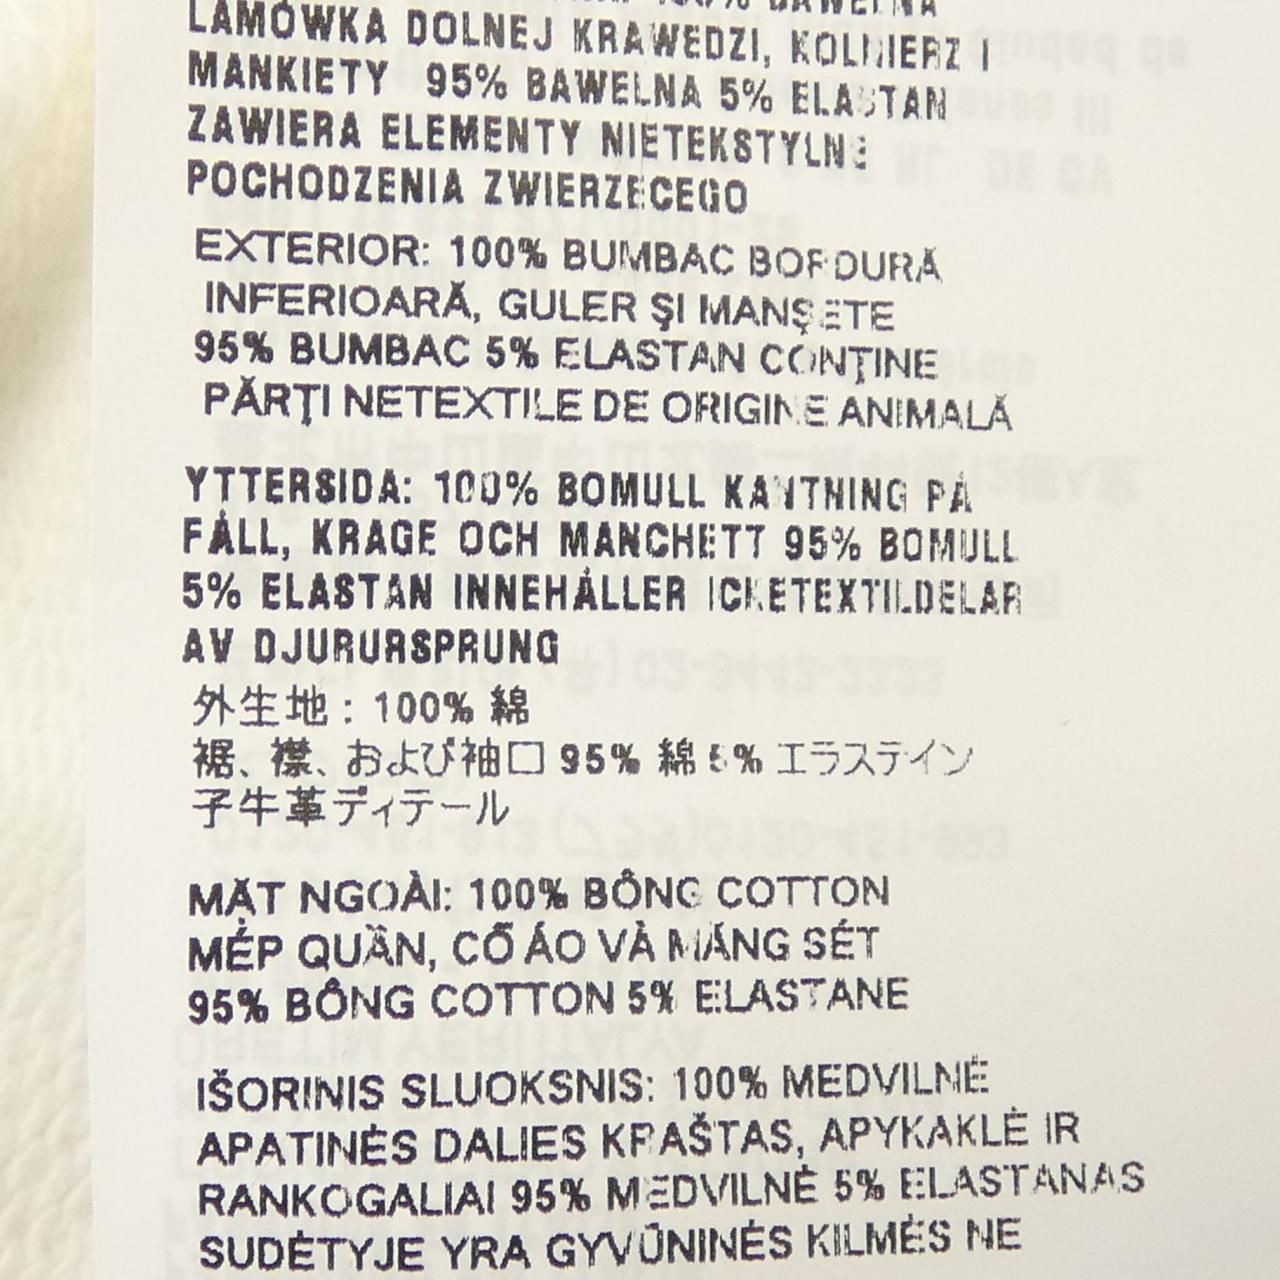 100% BAWEŁNA
LAMÓWKA DOLNEJ KRAWEDZI, KOLNIERZ I
MANKIETY 95% BAWEŁNA 5% ELASTAN
ZAWIERA ELEMENTY NIETEKSTYLNE
POCHODZENIA ZWIERZECEGO
EXTERIOR: 100% BUMBAC BORDURĂ
INFERIOARĂ, GULER ŞI MANŞETE
95% BUMBAC 5% ELASTAN CONŢINE
PĂRŢI NETEXTILE DE ORIGINE ANIMALĂ
YTTERSIDA: 100% BOMULL KANTNING PÅ
FÅLL, KRAGE OCH MANCHETT 95% BOMULL
5% ELASTAN INNEHÅLLER ICKETEXTILDELAR
AV DJURURSPRUNG
外生地 : 100% 綿
裾、襟、および袖口 95% 綿 5% エラステイン
子牛革ディテール
MẶT NGOÀI: 100% BÔNG COTTON
MÉP QUẦN, CỔ ÁO VÀ MĂNG SÉT
95% BÔNG COTTON 5% ELASTANE
IŠORINIS SLUOKSNIS: 100% MEDVILNĖ
APATINĖS DALIES KRAŠTAS, APYKAKLĖ IR
RANKOGALIAI 95% MEDVILNĖ 5% ELASTANAS
SUDĖTYJE YRA GYVŪNINĖS KILMĖS NE